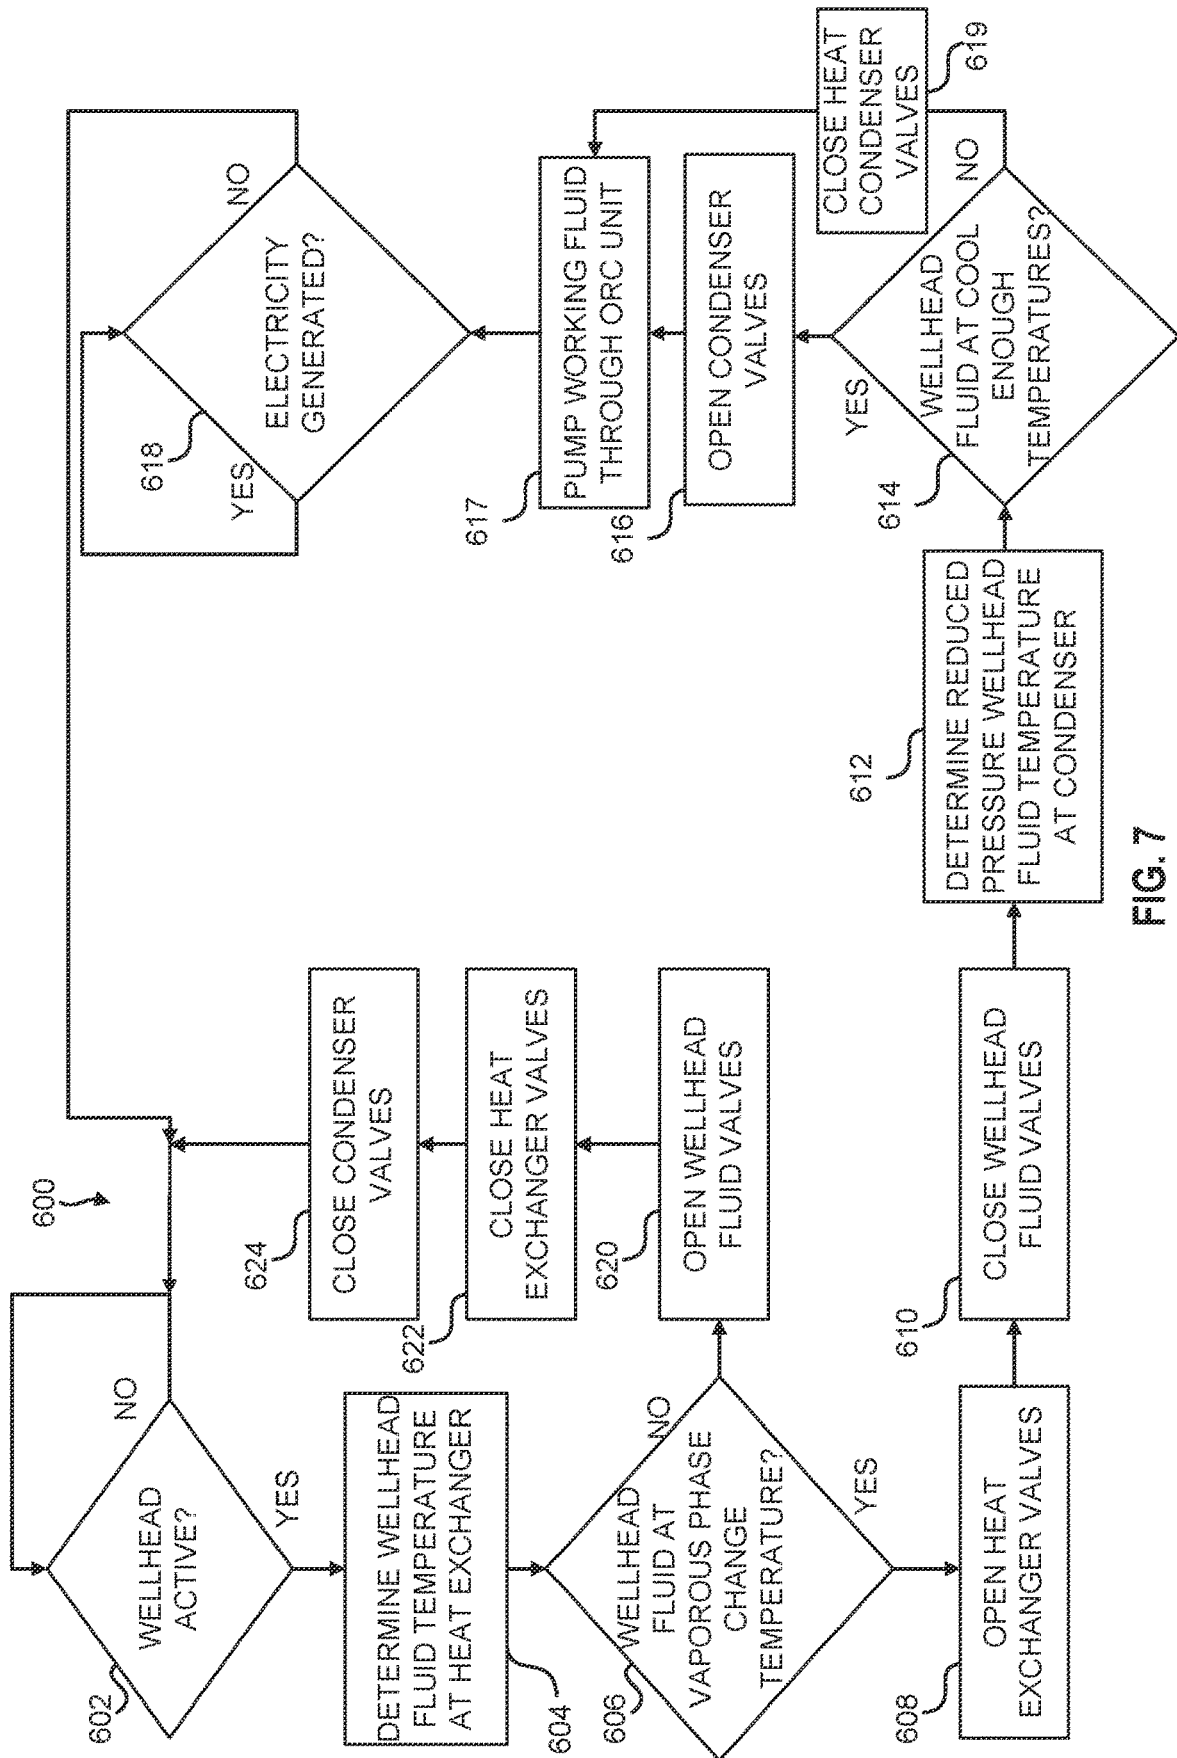 600
WELLHEAD
ACTIVE?
602
NO
YES
DETERMINE WELLHEAD
FLUID TEMPERATURE
AT HEAT EXCHANGER
604
WELLHEAD
FLUID AT
VAPOROUS PHASE
CHANGE
TEMPERATURE?
606
NO
YES
OPEN HEAT
EXCHANGER VALVES
608
CLOSE WELLHEAD
FLUID VALVES
610
OPEN WELLHEAD
FLUID VALVES
620
CLOSE HEAT
EXCHANGER VALVES
622
CLOSE CONDENSER
VALVES
624
DETERMINE REDUCED
PRESSURE WELLHEAD
FLUID TEMPERATURE
AT CONDENSER
612
WELLHEAD
FLUID AT COOL
ENOUGH
TEMPERATURES?
614
YES
NO
OPEN CONDENSER
VALVES
616
CLOSE HEAT
CONDENSER
VALVES
619
PUMP WORKING FLUID
THROUGH ORC UNIT
617
ELECTRICITY
GENERATED?
618
YES
NO
FIG. 7